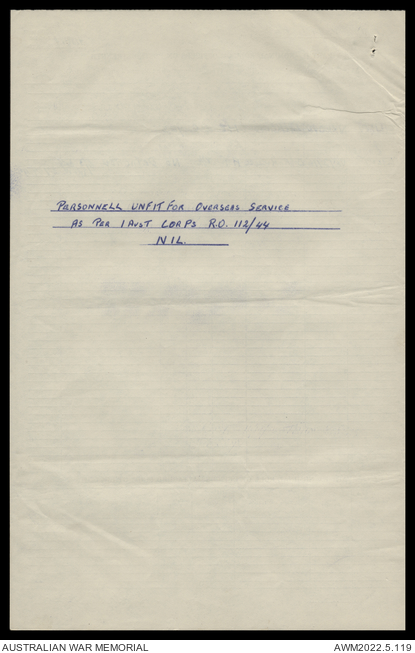 PERSONNELL UNFIT FOR OVERSEAS SERVICE
AS PER 1 AUST CORPS R.O. 112/44
NIL.
AUSTRALIAN WAR MEMORIAL
AWM2022.5.119